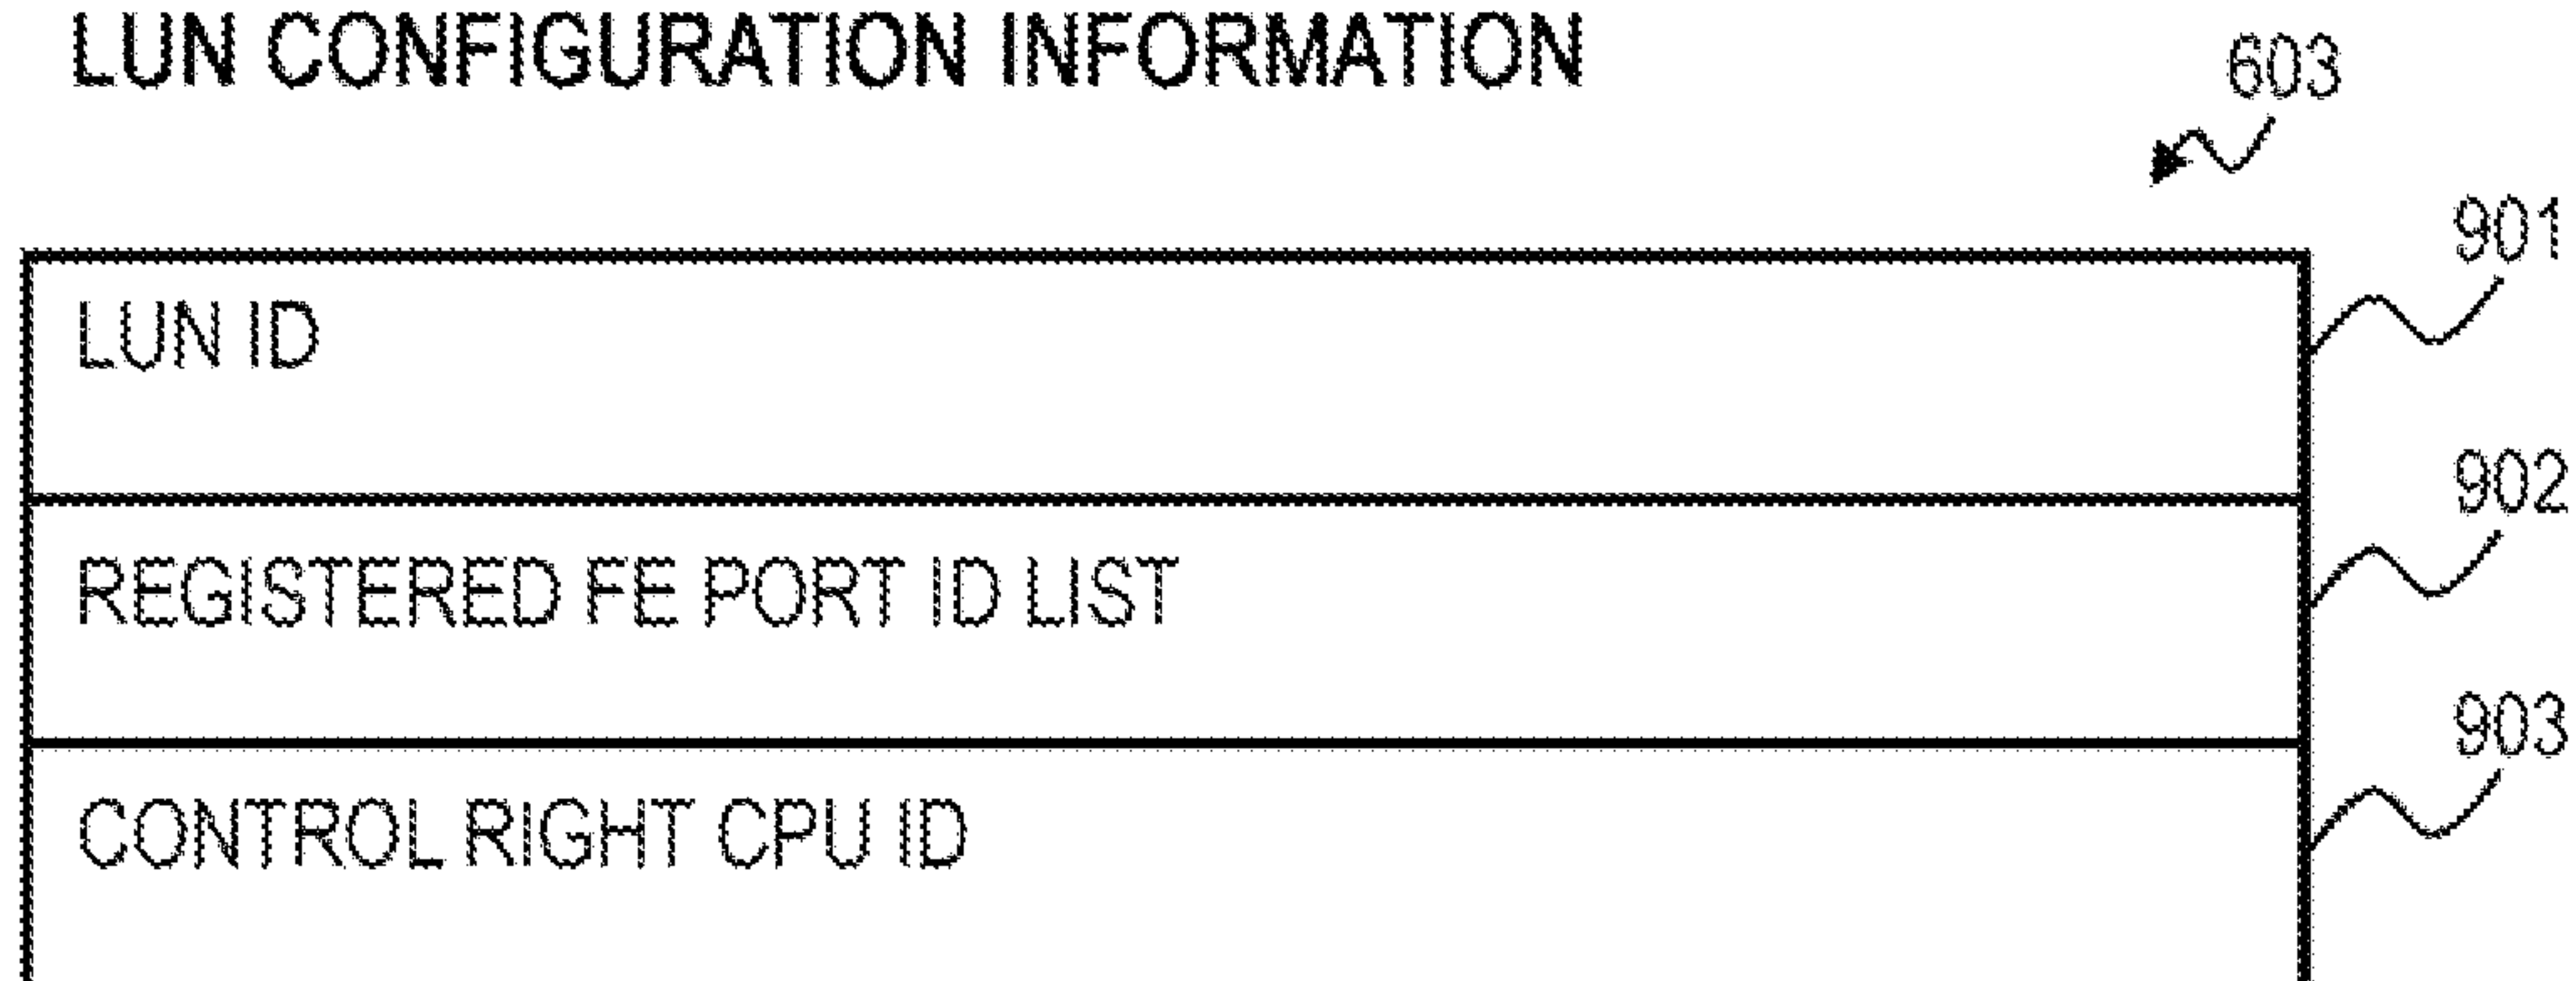 LUN CONFIGURATION INFORMATION
603
901
LUN ID
902
REGISTERED FE PORT ID LIST
903
CONTROL RIGHT CPU ID